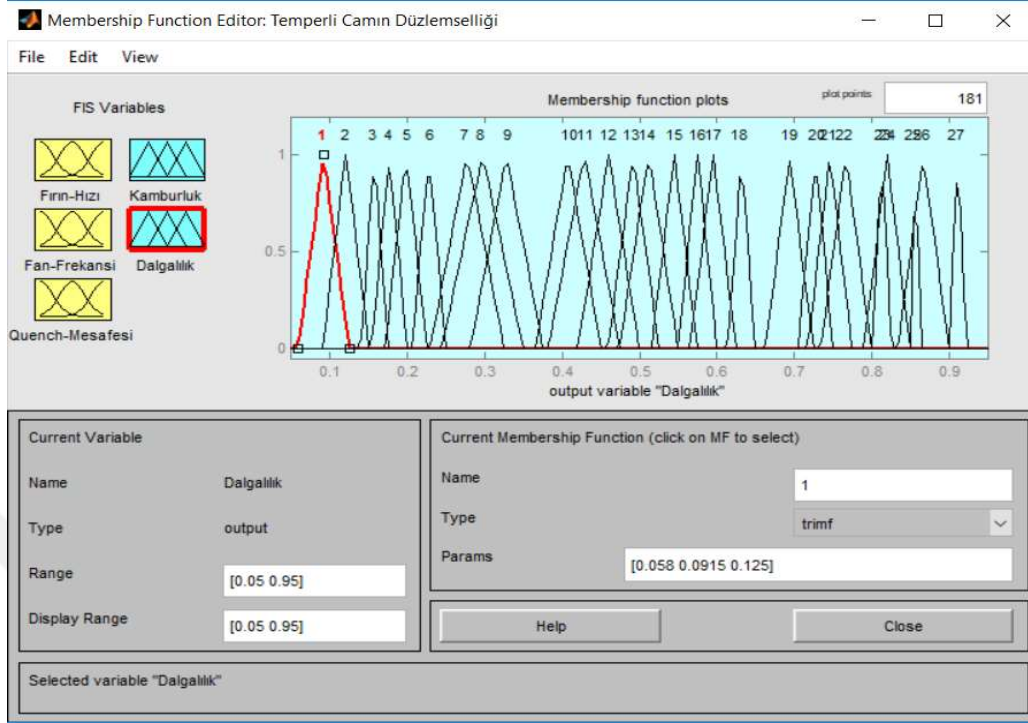 Membership Function Editor: Temperli Camın Düzlemselliği
File Edit View
FIS Variables
Fırın-Hızı
Kamburluk
Fan-Frekansi
Dalgalılık
Quench-Mesafesi
Membership function plots
plot points
181
1 2 3 4 5 6 7 8 9 10 11 12 13 14 15 16 17 18 19 20 21 22 23 24 25 26 27
1
0.5
0
0.1 0.2 0.3 0.4 0.5 0.6 0.7 0.8 0.9
output variable "Dalgalılık"
Current Variable
Name Dalgalılık
Type output
Range [0.05 0.95]
Display Range [0.05 0.95]
Current Membership Function (click on MF to select)
Name 1
Type trimf
Params [0.058 0.0915 0.125]
Help Close
Selected variable "Dalgalılık"